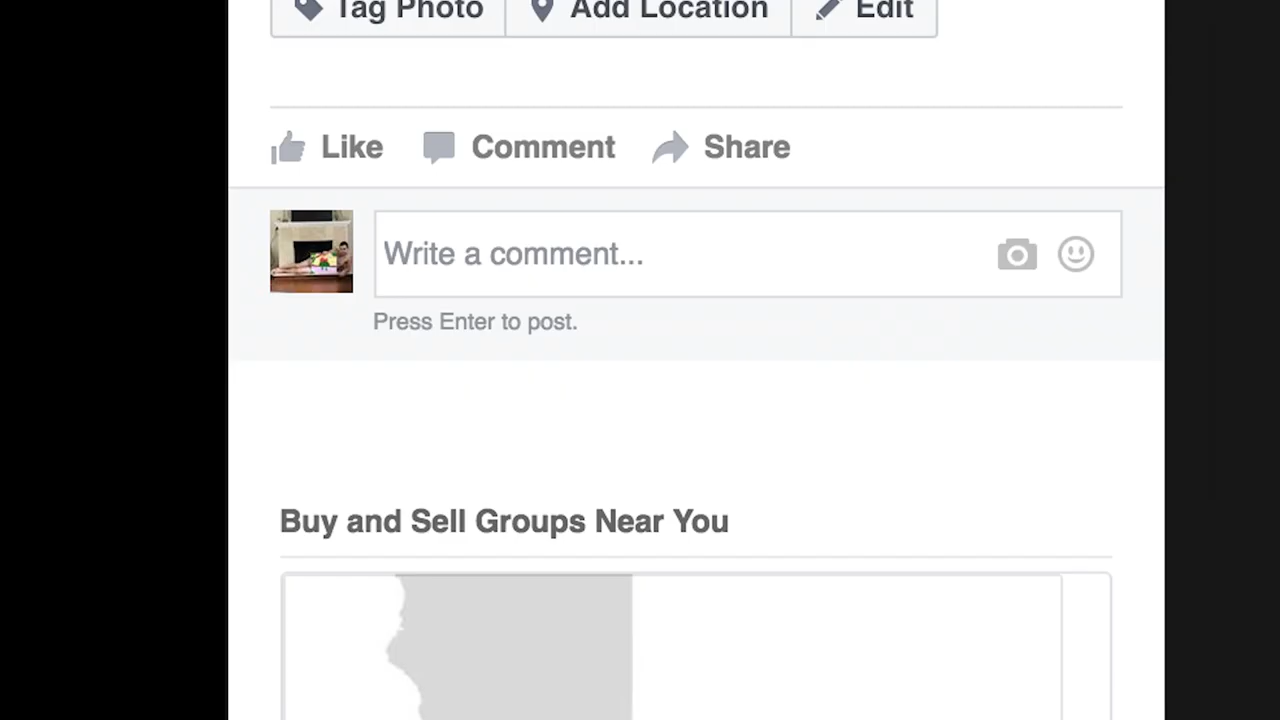 Tag Photo Add Location Edit
Like Comment Share
Write a comment...
Press Enter to post.
Buy and Sell Groups Near You